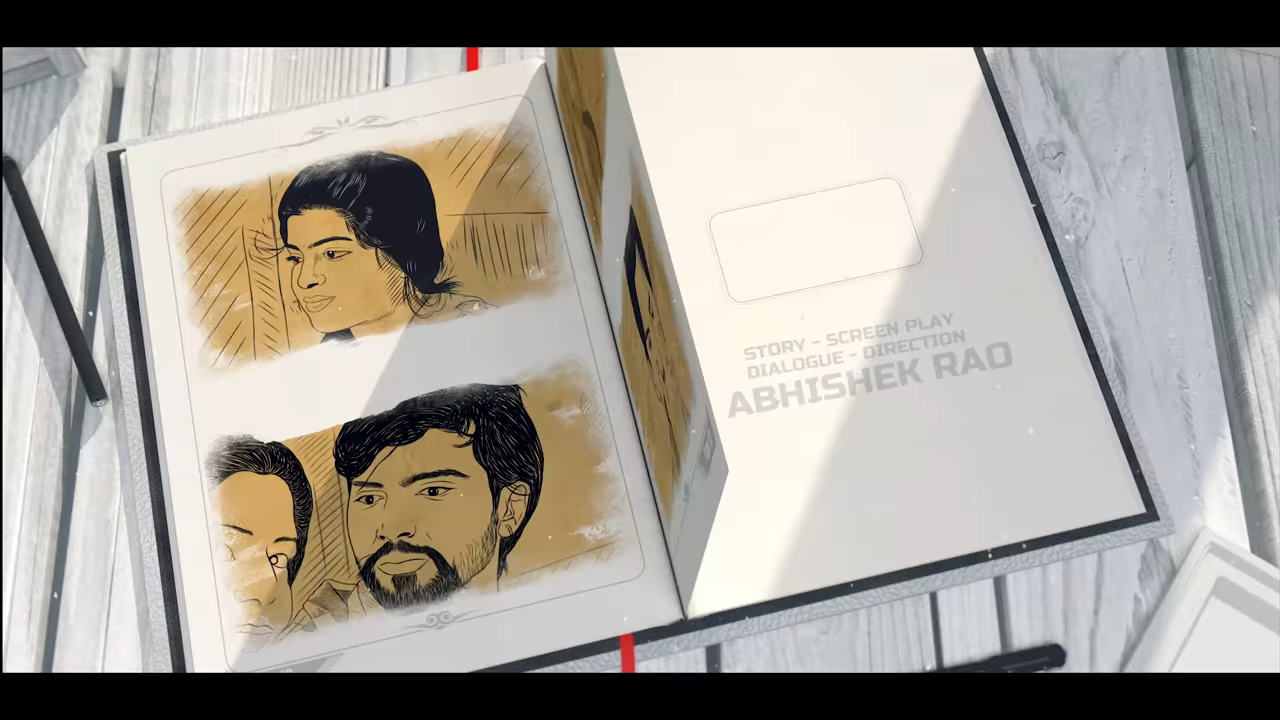 STORY - SCREEN PLAY
DIALOGUE - DIRECTION
ABHISHEK RAO